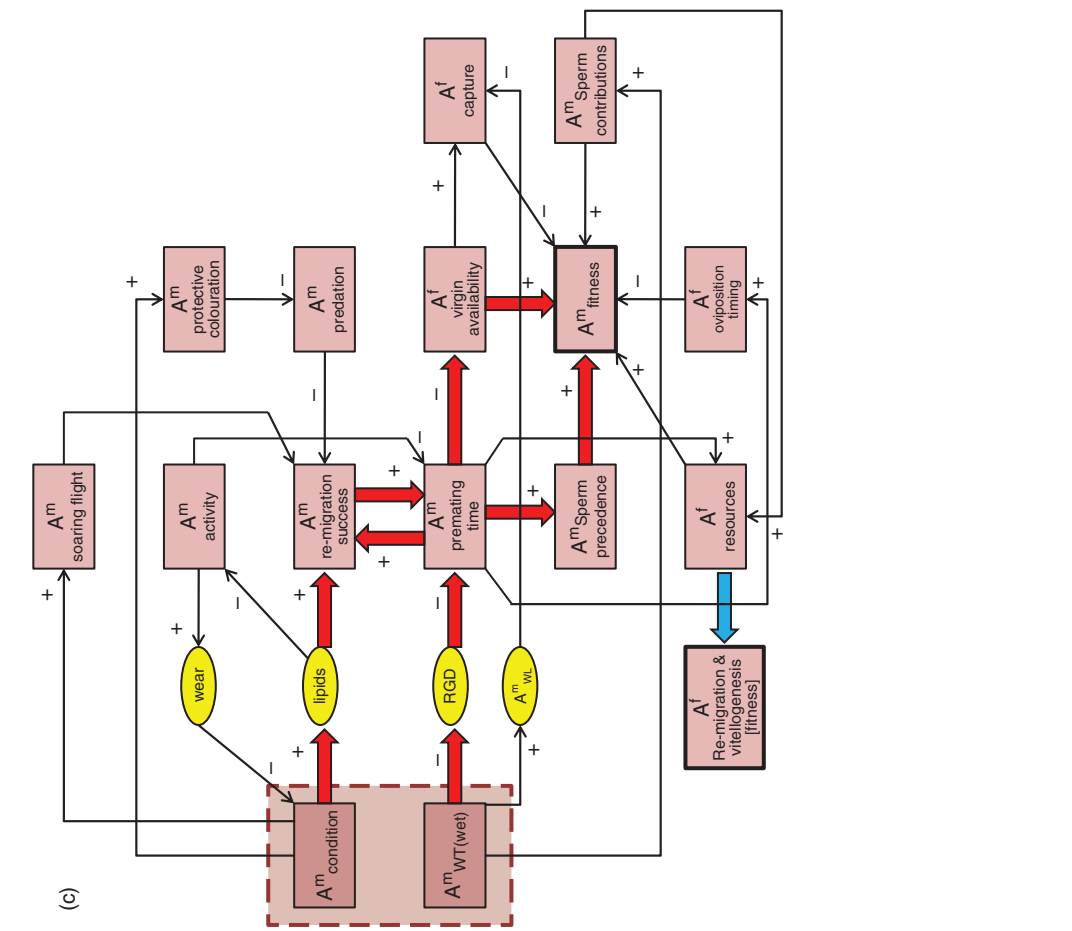 (c)
A^m
soaring flight
A^m
protective
colouration
A^m
predation
A^m
activity
wear
A^m
re-migration
success
lipids
A^m
condition
A^f
capture
A^f
virgin
availability
A^m
premating
time
RGD
A^m WT(wet)
A^m WL
A^m Sperm
contributions
A^m fitness
A^m Sperm
precedence
A^f
oviposition
timing
A^f
resources
A^f
Re-migration &
vitellogenesis
[fitness]
+
+
+
–
–
–
–
+
–
+
+
–
+
+
–
–
–
+
+
–
–
+
+
+
+
+
+
–
+
+
+
+